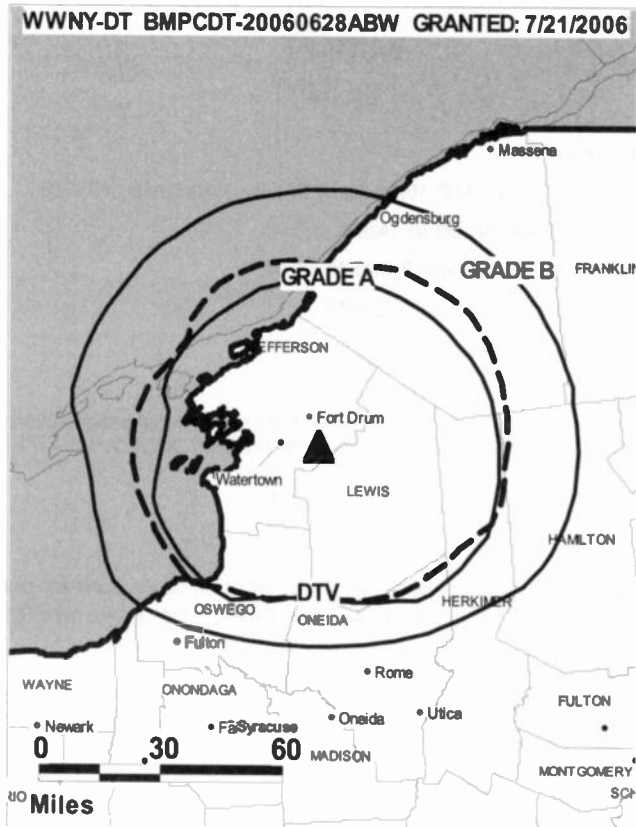 WWNY-DT BMPCDT-20060628ABW GRANTED: 7/21/2006
Massena
Ogdensburg
GRADE A
GRADE B
FRANKLIN
JEFFERSON
Fort Drum
Watertown
LEWIS
HAMILTON
DTV
OSWEGO
ONEIDA
HERKIMER
Fulton
Rome
WAYNE
ONONDAGA
FULTON
Newark
Syracuse
Oneida
Utica
0 30 60
MADISON
MONTGOMERY
RIO
SCH
Miles